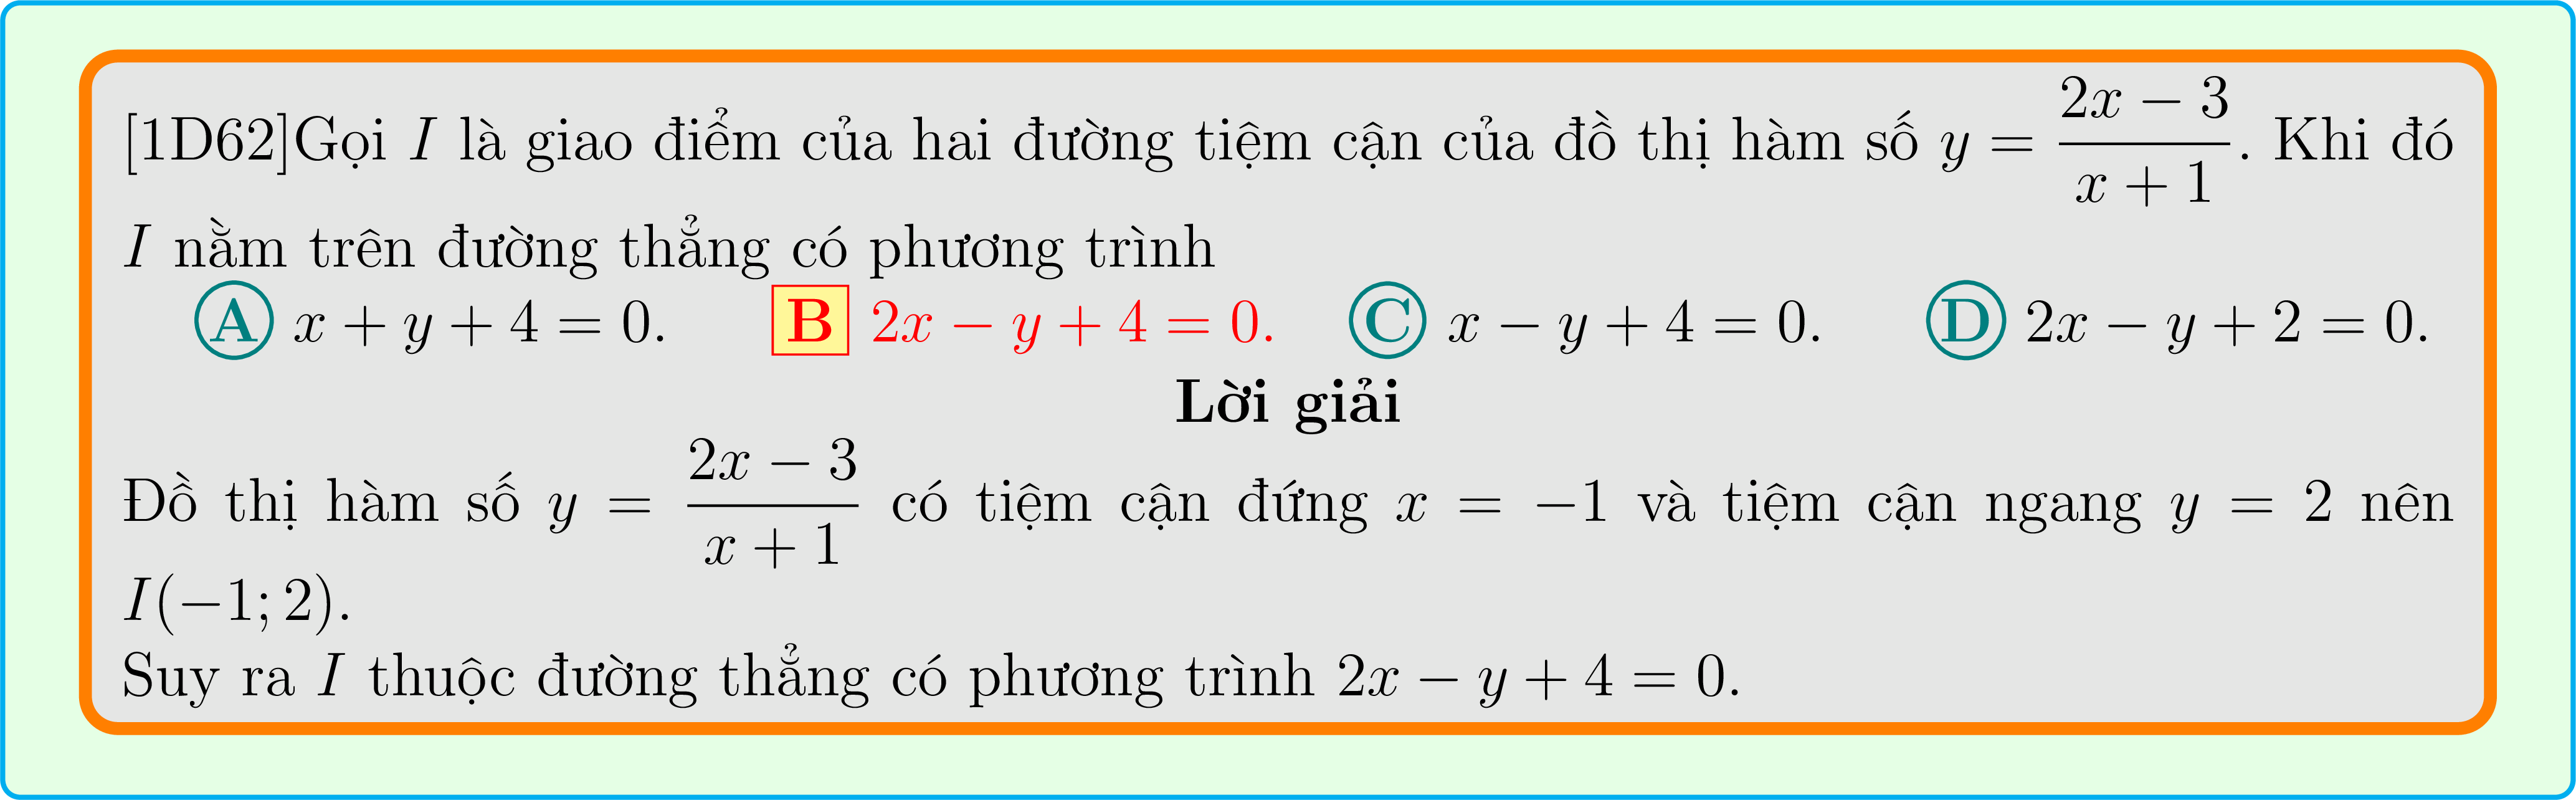 [1D62]Gọi I là giao điểm của hai đường tiệm cận của đồ thị hàm số y = \frac{2x − 3}{x + 1}. Khi đó
I nằm trên đường thẳng có phương trình
A x + y + 4 = 0. B 2x − y + 4 = 0. C x − y + 4 = 0. D 2x − y + 2 = 0.
Lời giải
Đồ thị hàm số y = \frac{2x − 3}{x + 1} có tiệm cận đứng x = −1 và tiệm cận ngang y = 2 nên
I(−1; 2).
Suy ra I thuộc đường thẳng có phương trình 2x − y + 4 = 0.